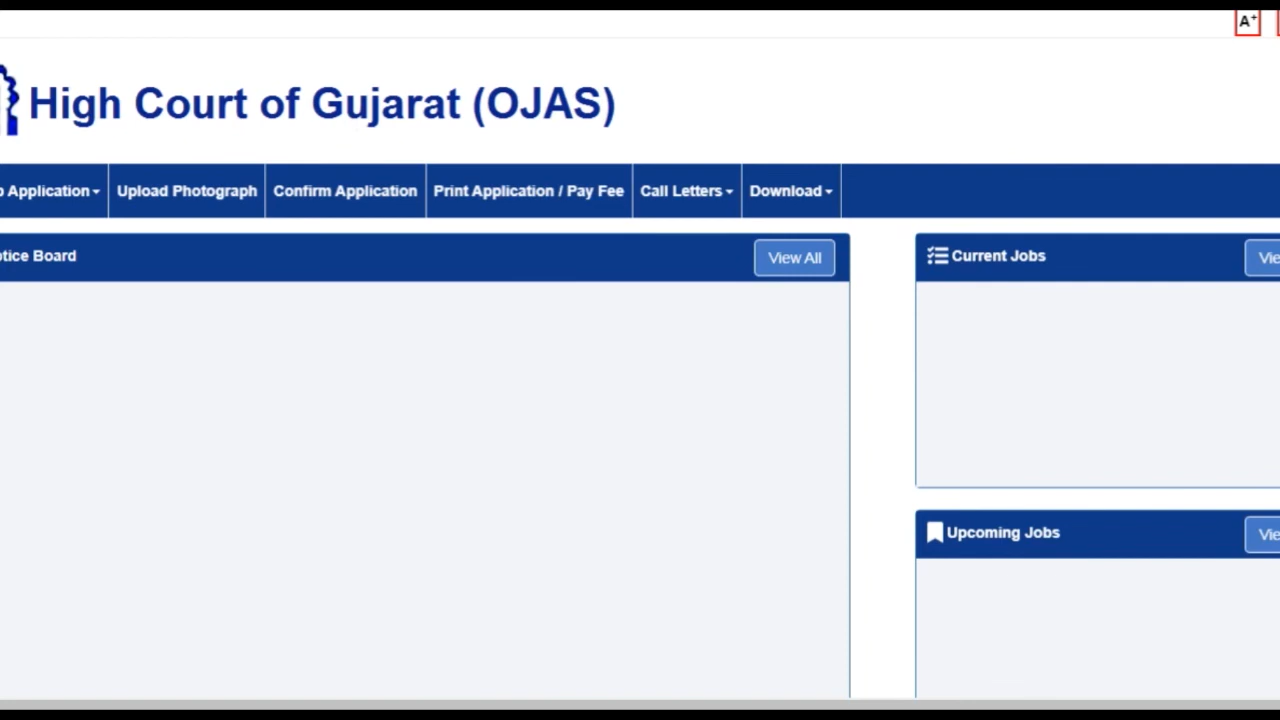 A+
High Court of Gujarat (OJAS)
Application Upload Photograph Confirm Application Print Application / Pay Fee Call Letters Download
Board View All
Current Jobs
Upcoming Jobs